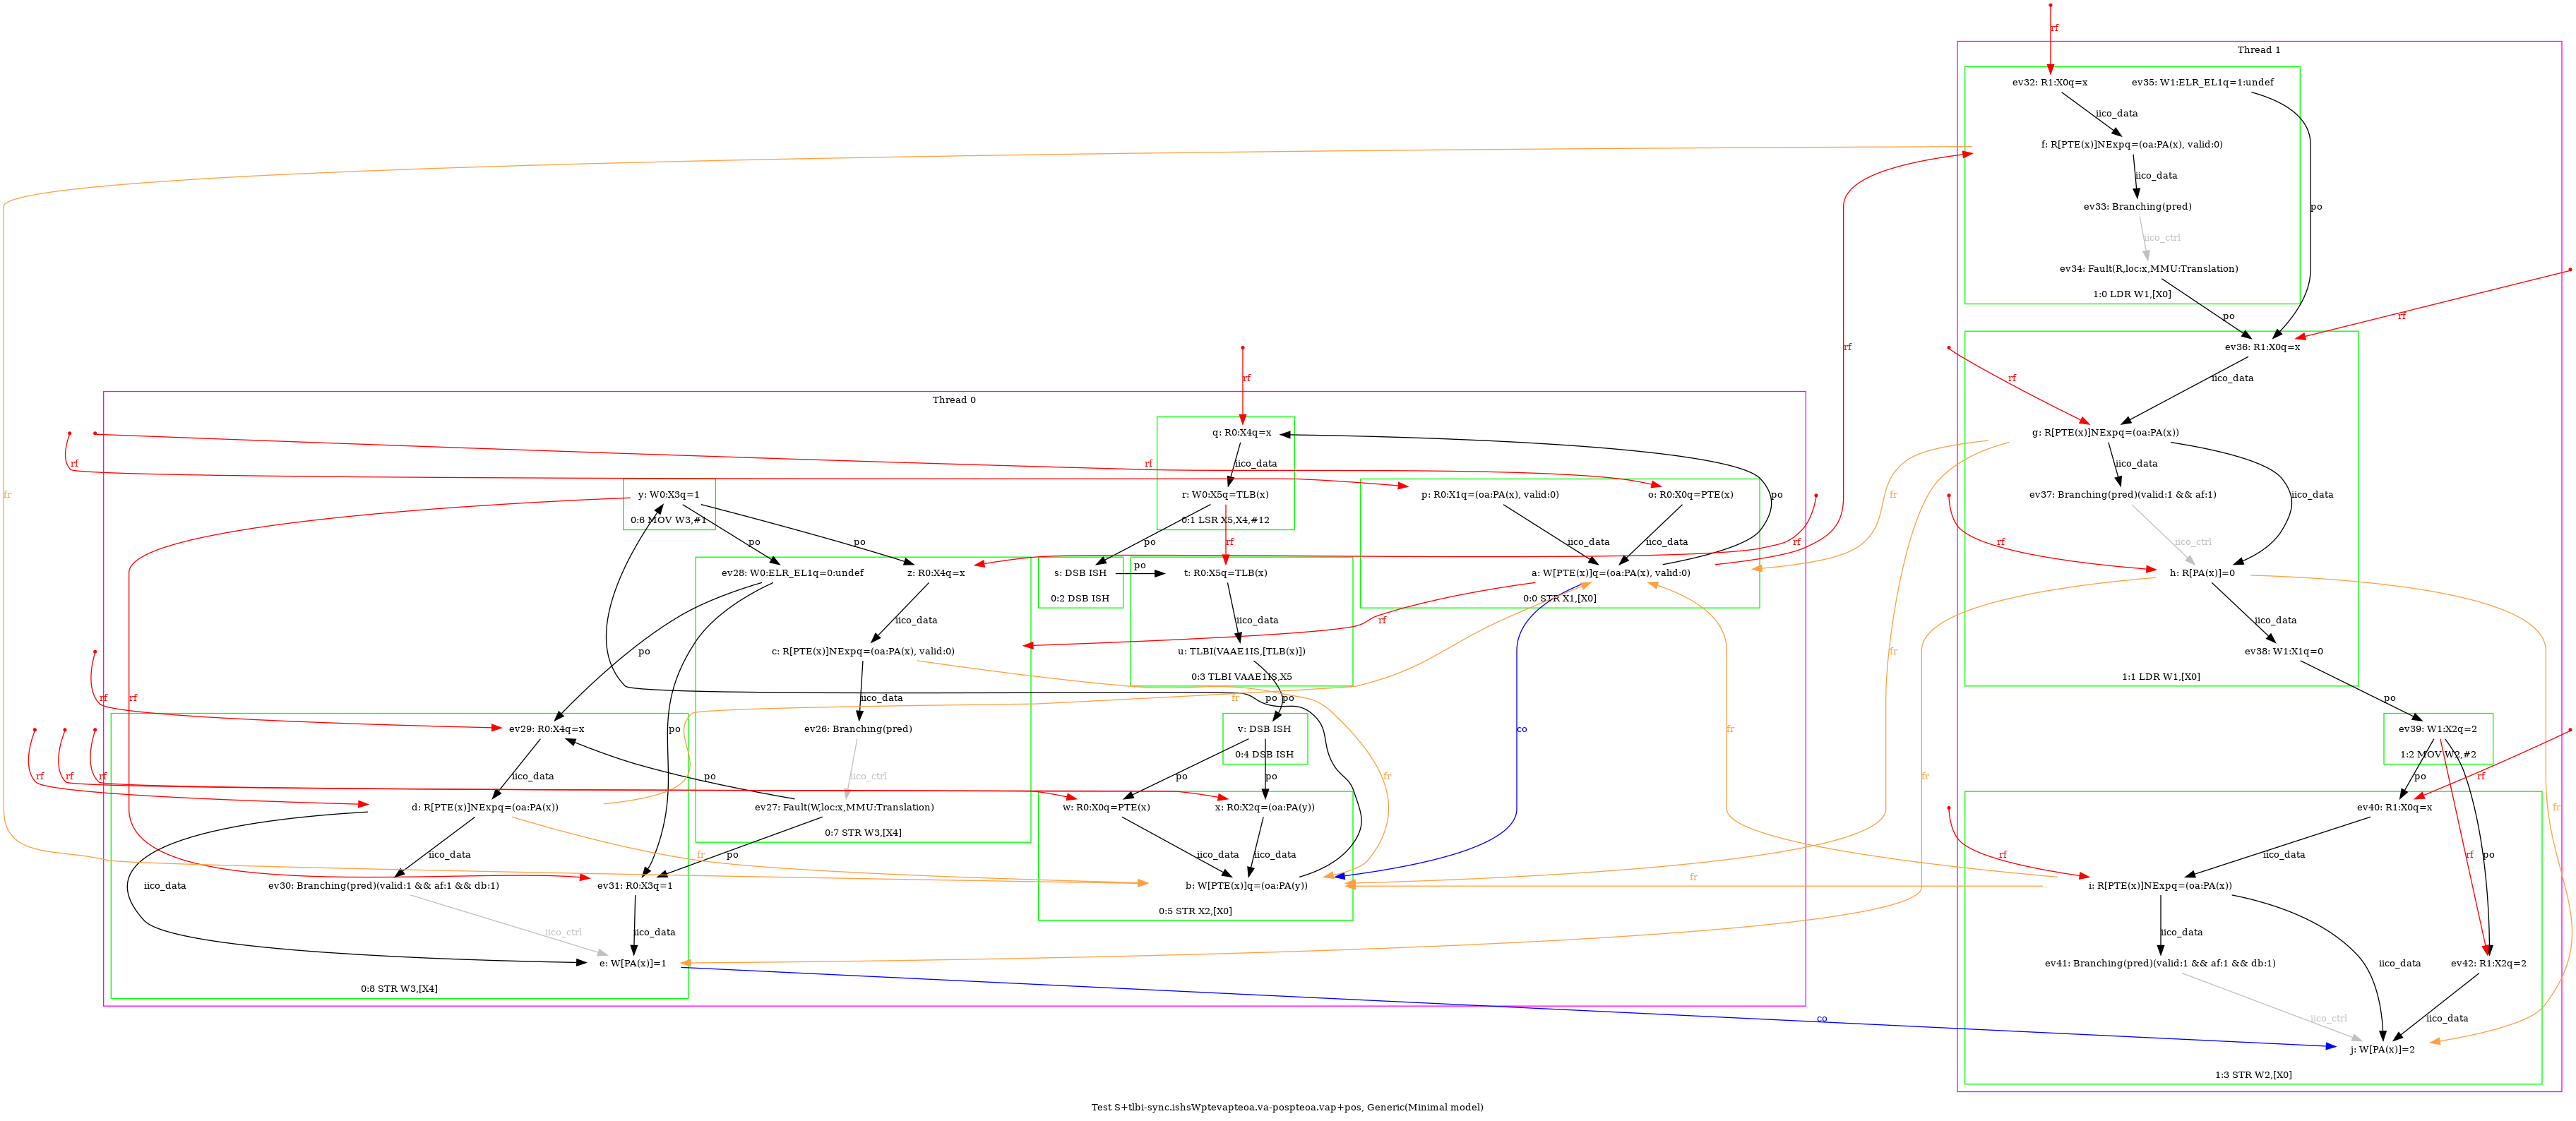 rf
Thread 1
ev32: R1:X0q=x
ev35: W1:ELR_EL1q=1:undef
iico_data
f: R[PTE(x)]NExpq=(oa:PA(x), valid:0)
iico_data
ev33: Branching(pred)
po
iico_ctrl
ev34: Fault(R,loc:x,MMU:Translation)
1:0 LDR W1,[X0]
po
rf
ev36: R1:X0q=x
rf
rf
rf
iico_data
Thread 0
q: R0:X4q=x
g: R[PTE(x)]NExpq=(oa:PA(x))
rf
rf
iico_data
iico_data
fr
y: W0:X3q=1
r: W0:X5q=TLB(x)
p: R0:X1q=(oa:PA(x), valid:0)
o: R0:X0q=PTE(x)
po
fr
ev37: Branching(pred)(valid:1 && af:1)
iico_data
0:6 MOV W3,#1
0:1 LSR X5,X4,#12
po
po
po
rf
iico_data
iico_data
rf
rf
iico_ctrl
ev28: W0:ELR_EL1q=0:undef
z: R0:X4q=x
s: DSB ISH
po
t: R0:X5q=TLB(x)
a: W[PTE(x)]q=(oa:PA(x), valid:0)
h: R[PA(x)]=0
0:2 DSB ISH
0:0 STR X1,[X0]
iico_data
iico_data
rf
iico_data
po
c: R[PTE(x)]NExpq=(oa:PA(x), valid:0)
u: TLBI(VAAE1IS,[TLB(x)])
fr
ev38: W1:X1q=0
0:3 TLBI VAAE1IS,X5
1:1 LDR W1,[X0]
rf
rf
iico_data
fr
po
po
po
ev29: R0:X4q=x
po
ev26: Branching(pred)
v: DSB ISH
co
fr
ev39: W1:X2q=2
0:4 DSB ISH
1:2 MOV W2,#2
rf
rf
rf
iico_data
po
iico_ctrl
po
po
fr
fr
po
rf
d: R[PTE(x)]NExpq=(oa:PA(x))
ev27: Fault(W,loc:x,MMU:Translation)
w: R0:X0q=PTE(x)
x: R0:X2q=(oa:PA(y))
ev40: R1:X0q=x
fr
0:7 STR W3,[X4]
iico_data
fr
po
iico_data
iico_data
rf
iico_data
rf
po
iico_data
ev30: Branching(pred)(valid:1 && af:1 && db:1)
ev31: R0:X3q=1
b: W[PTE(x)]q=(oa:PA(y))
fr
i: R[PTE(x)]NExpq=(oa:PA(x))
0:5 STR X2,[X0]
iico_ctrl
iico_data
iico_data
e: W[PA(x)]=1
ev41: Branching(pred)(valid:1 && af:1 && db:1)
iico_data
ev42: R1:X2q=2
0:8 STR W3,[X4]
co
iico_ctrl
iico_data
j: W[PA(x)]=2
1:3 STR W2,[X0]
Test S+tlbi-sync.ishsWptevapteoa.va-pospteoa.vap+pos, Generic(Minimal model)